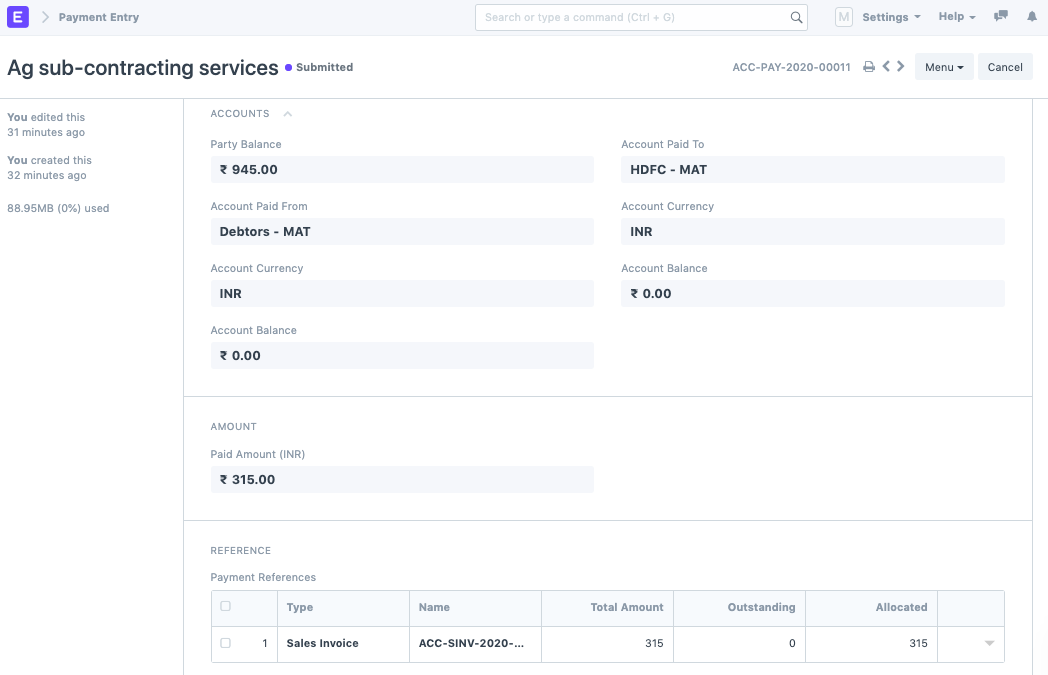 E Payment Entry Search or type a command (Ctrl + G) M Settings Help
Ag sub-contracting services Submitted ACC-PAY-2020-00011 Menu Cancel
You edited this
31 minutes ago
You created this
32 minutes ago
88.95MB (0%) used
ACCOUNTS
Party Balance
₹ 945.00
Account Paid From
Debtors - MAT
Account Currency
INR
Account Balance
₹ 0.00
Account Paid To
HDFC - MAT
Account Currency
INR
Account Balance
₹ 0.00
AMOUNT
Paid Amount (INR)
₹ 315.00
REFERENCE
Payment References
Type Name Total Amount Outstanding Allocated
1 Sales Invoice ACC-SINV-2020-... 315 0 315